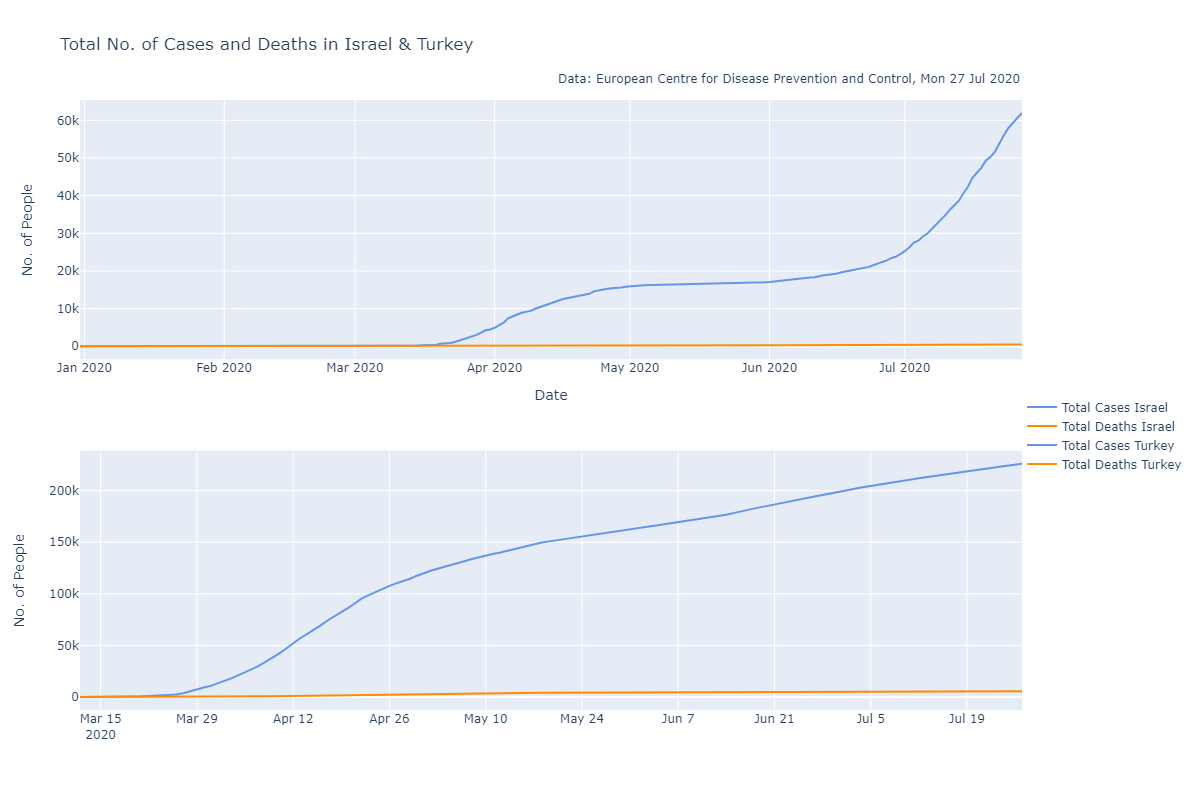 Total No. of Cases and Deaths in Israel & Turkey
Data: European Centre for Disease Prevention and Control, Mon 27 Jul 2020
No. of People
60k
50k
40k
30k
20k
10k
0
Jan 2020 Feb 2020 Mar 2020 Apr 2020 May 2020 Jun 2020 Jul 2020
Date
Total Cases Israel
Total Deaths Israel
Total Cases Turkey
Total Deaths Turkey
No. of People
200k
150k
100k
50k
0
Mar 15 Mar 29 Apr 12 Apr 26 May 10 May 24 Jun 7 Jun 21 Jul 5 Jul 19
2020